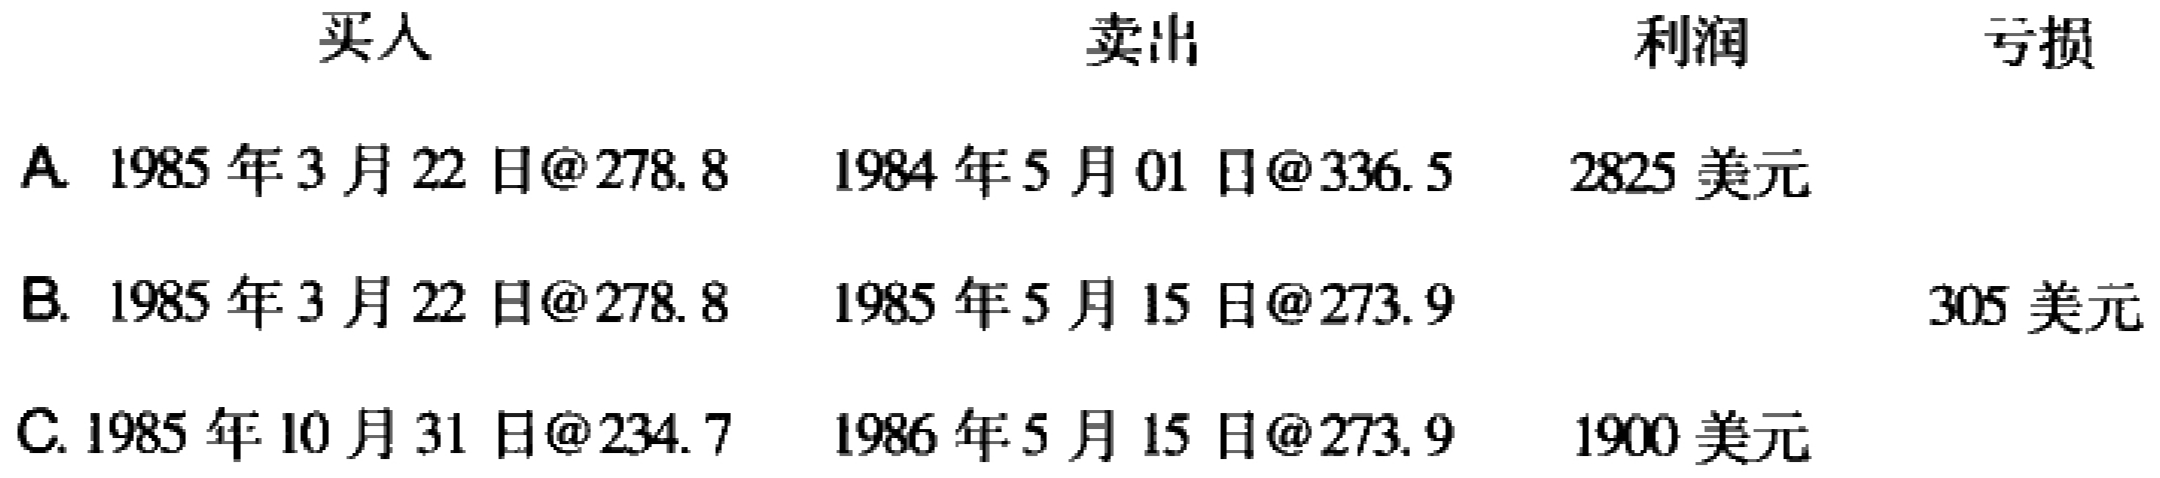 买入 卖出 利润 亏损
A. 1985 年 3 月 22 日@278. 8 1984 年 5 月 01 日@336. 5 2825 美元
B. 1985 年 3 月 22 日@278. 8 1985 年 5 月 15 日@273. 9 305 美元
C. 1985 年 10 月 31 日@234. 7 1986 年 5 月 15 日@273. 9 1900 美元